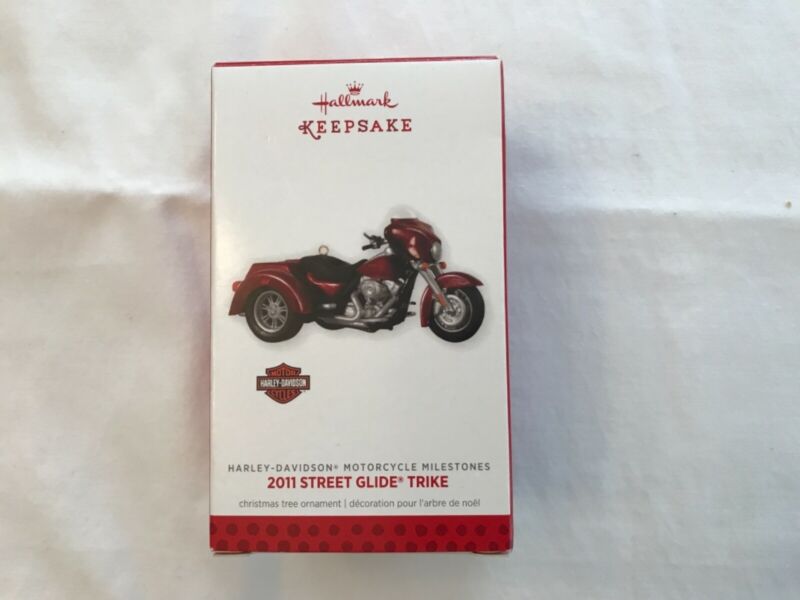 Hallmark
KEEPSAKE
MOTOR
HARLEY-DAVIDSON
CYCLES
HARLEY-DAVIDSON® MOTORCYCLE MILESTONES
2011 STREET GLIDE® TRIKE
christmas tree ornament | décoration pour l'arbre de noël